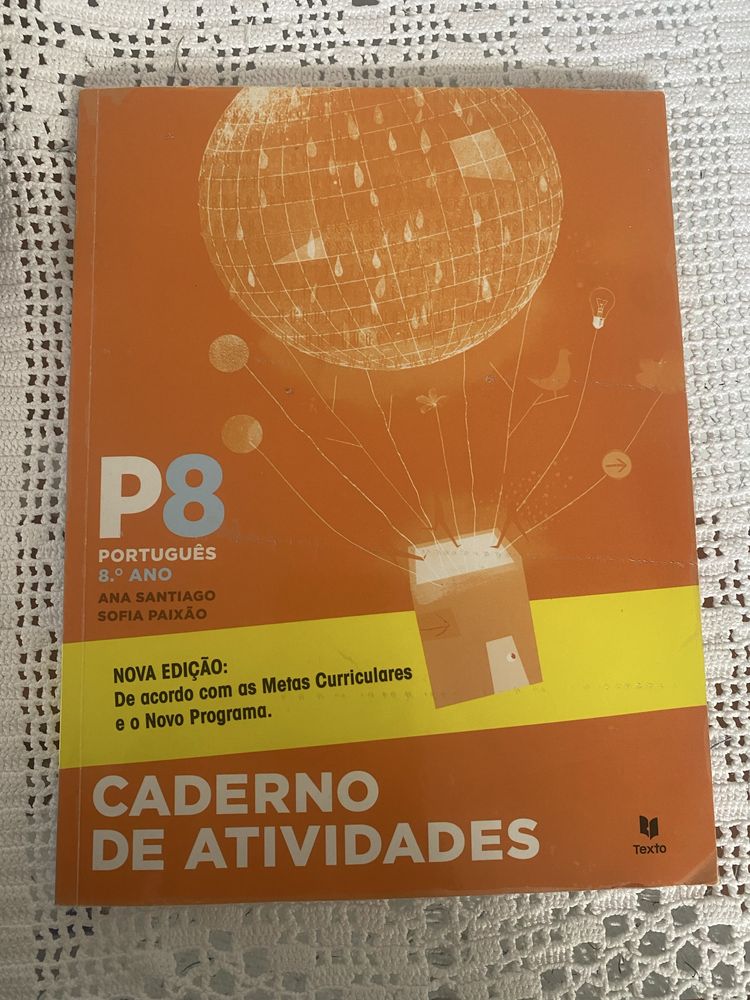 P8
PORTUGUÊS
8.º ANO
ANA SANTIAGO
SOFIA PAIXÃO
NOVA EDIÇÃO:
De acordo com as Metas Curriculares
e o Novo Programa.
CADERNO
DE ATIVIDADES
Texto